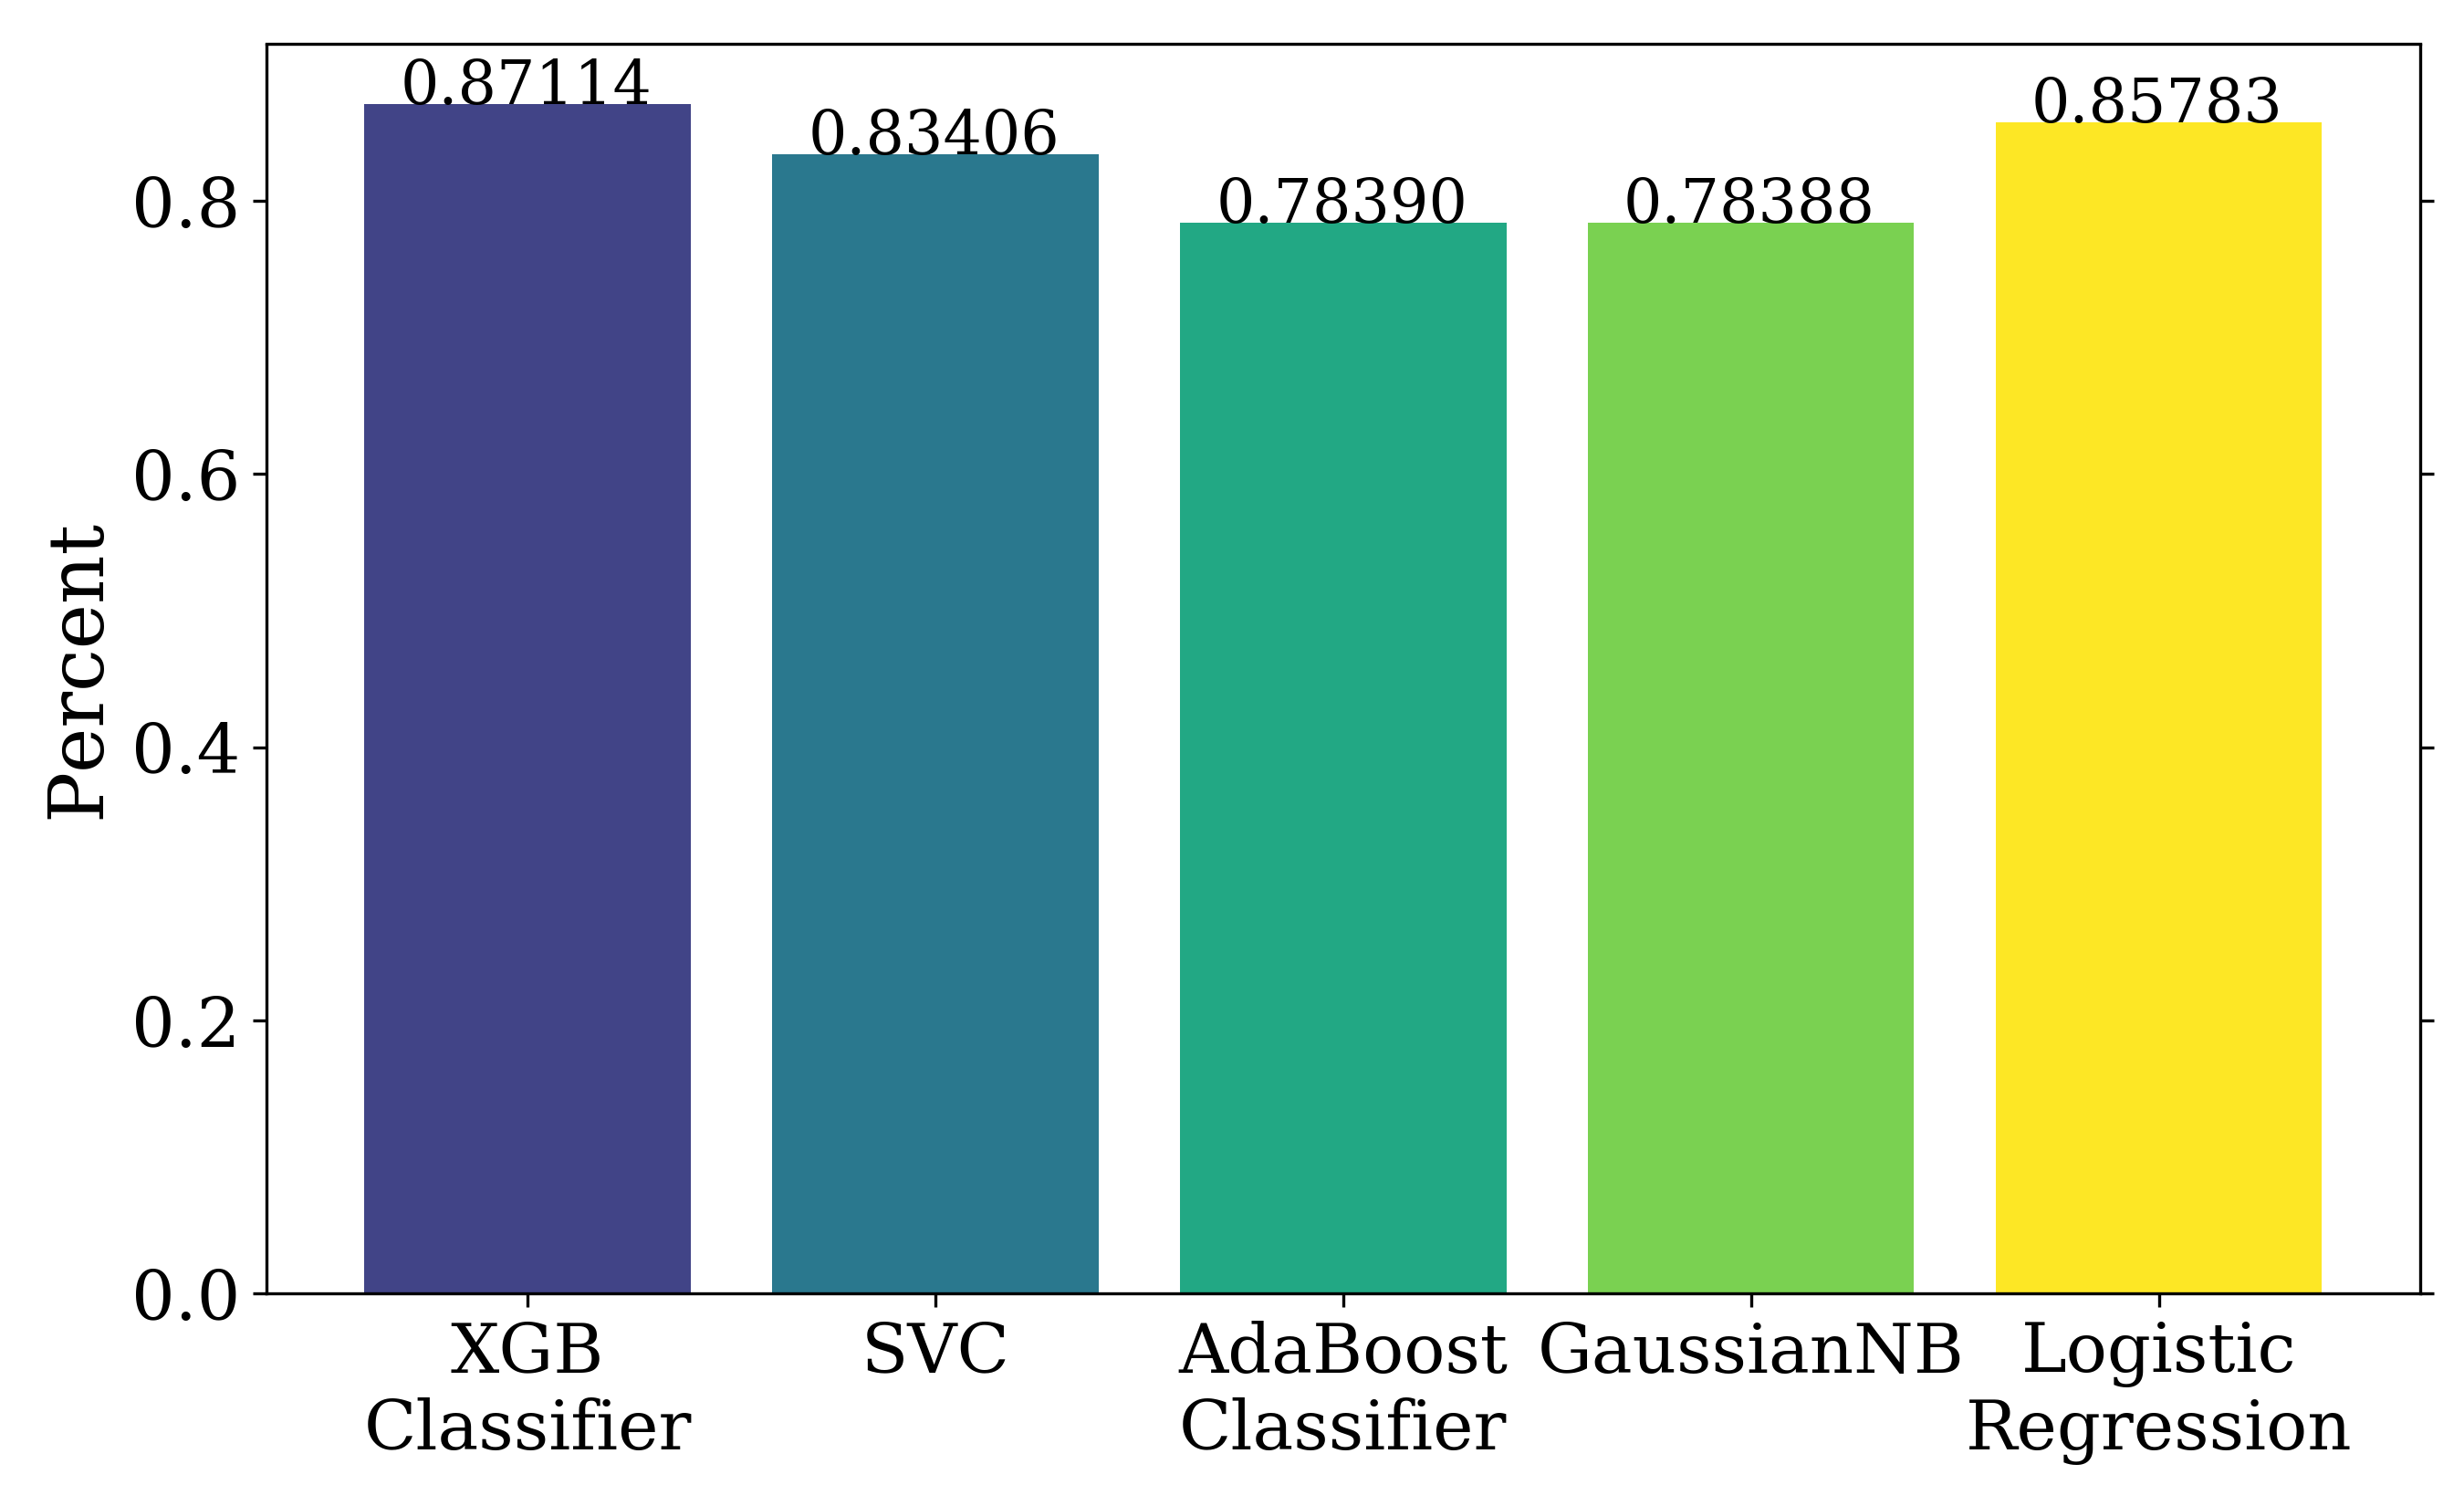 0.87114
0.83406
0.78390
0.78388
0.85783
0.8
0.6
0.4
0.2
0.0
Percent
XGB
Classifier
SVC
AdaBoost
Classifier
GaussianNB
Logistic
Regression